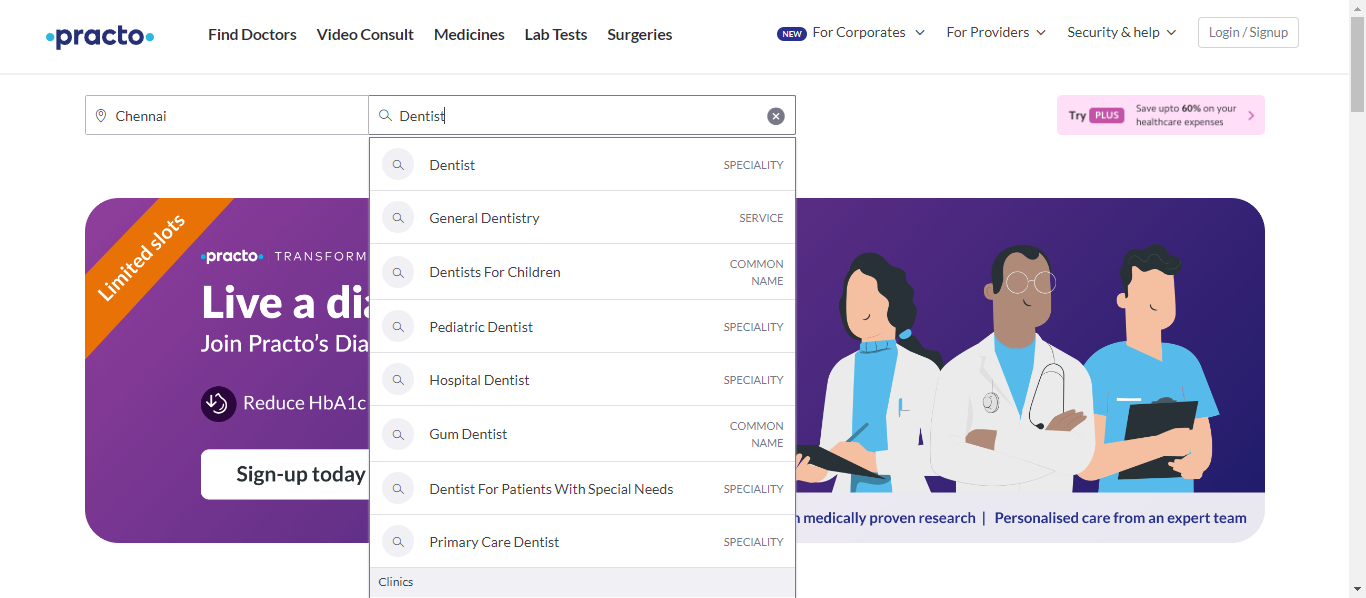 practo
Find Doctors
Video Consult
Medicines
Lab Tests
Surgeries
NEW For Corporates
For Providers
Security & help
Login / Signup
Chennai
Dentist
Try PLUS
Save upto 60% on your
healthcare expenses
Dentist SPECIALITY
General Dentistry SERVICE
Dentists For Children COMMON
NAME
Pediatric Dentist SPECIALITY
Hospital Dentist SPECIALITY
Gum Dentist COMMON
NAME
Dentist For Patients With Special Needs SPECIALITY
Primary Care Dentist SPECIALITY
Clinics
Limited slots
practo TRANSFORM
Live a dia
Join Practo's Dia
Reduce HbA1c
Sign-up today
medically proven research | Personalised care from an expert team